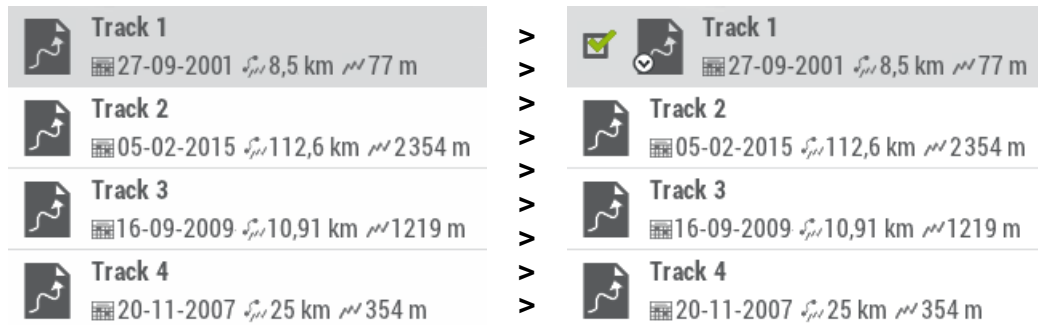 Track 1
27-09-2001 8,5 km 77 m
Track 2
05-02-2015 112,6 km 2354 m
Track 3
16-09-2009 10,91 km 1219 m
Track 4
20-11-2007 25 km 354 m
>
>
>
>
>
>
>
>
>
Track 1
27-09-2001 8,5 km 77 m
Track 2
05-02-2015 112,6 km 2354 m
Track 3
16-09-2009 10,91 km 1219 m
Track 4
20-11-2007 25 km 354 m